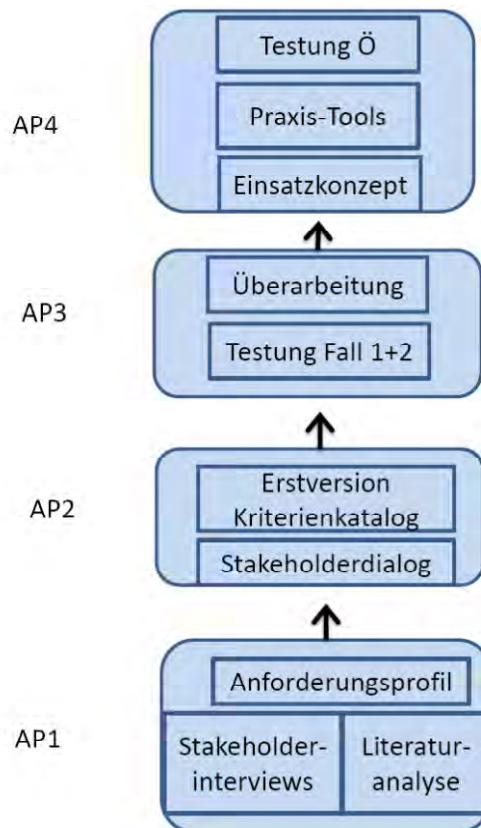 AP4
Testung Ö
Praxis-Tools
Einsatzkonzept
AP3
Überarbeitung
Testung Fall 1+2
AP2
Erstversion
Kriterienkatalog
Stakeholderdialog
AP1
Anforderungsprofil
Stakeholder-
interviews
Literatur-
analyse